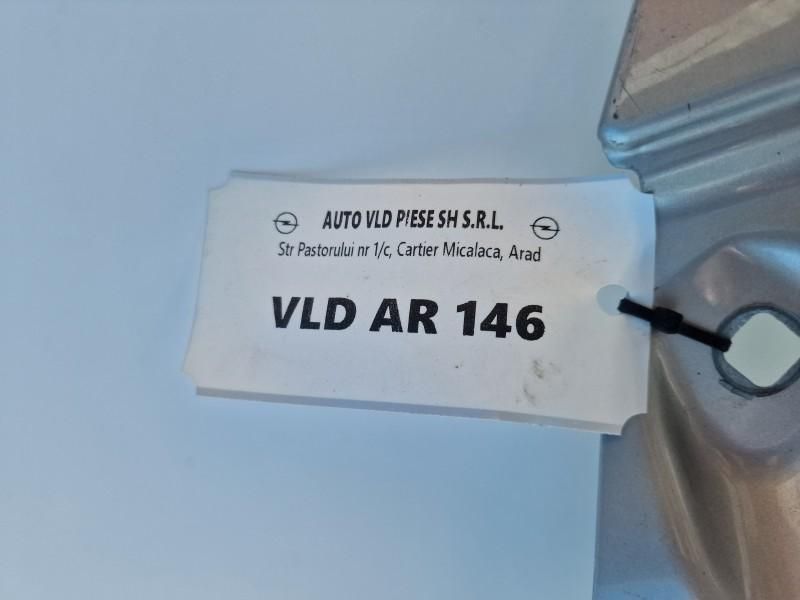 AUTO VLD PIESE SH S.R.L.
Str Pastorului nr 1/c, Cartier Micalaca, Arad
VLD AR 146